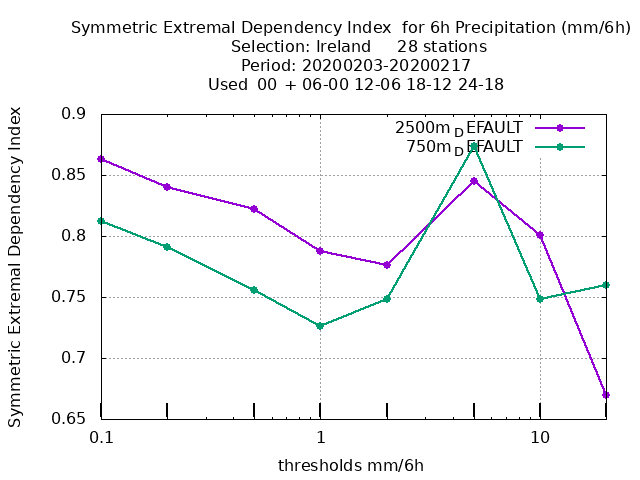 Symmetric Extremal Dependency Index  for 6h Precipitation (mm/6h)
Selection: Ireland     28 stations
Period: 20200203-20200217
Used  00  + 06-00 12-06 18-12 24-18
Symmetric Extremal Dependency Index
0.9
0.85
0.8
0.75
0.7
0.65
2500m_DEFAULT
750m_DEFAULT
0.1 1 10
thresholds mm/6h